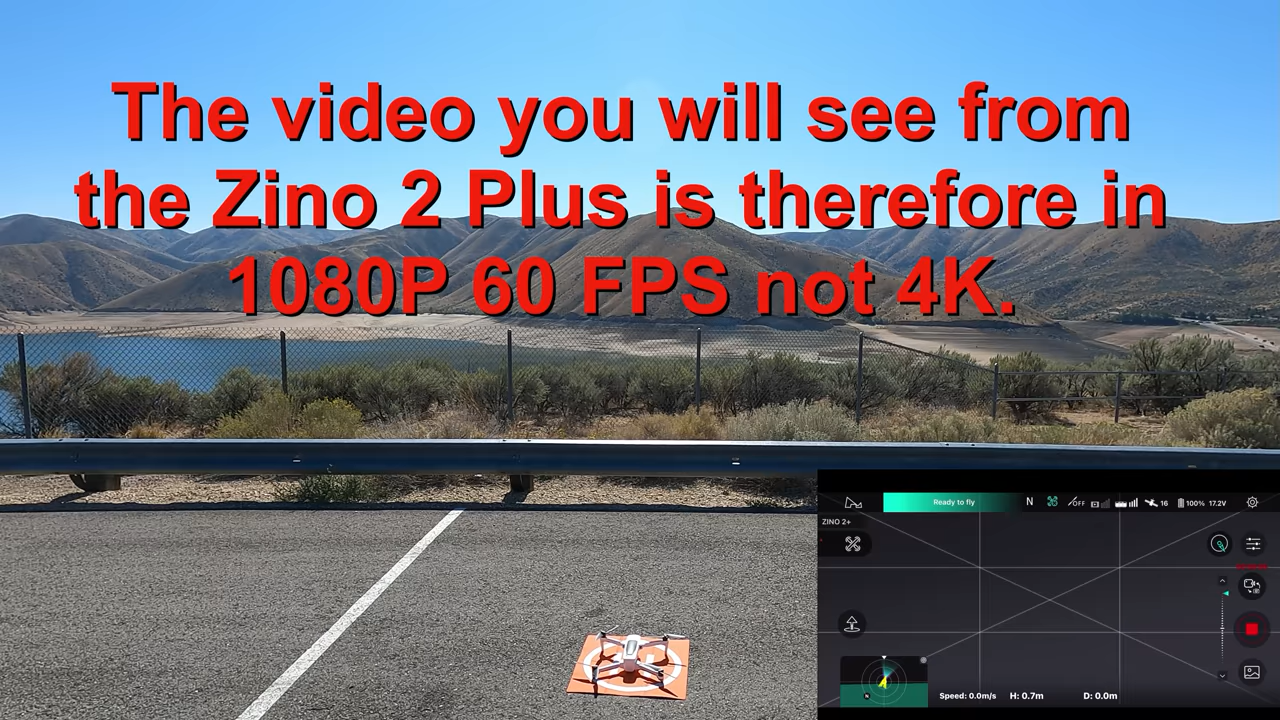 The video you will see from
the Zino 2 Plus is therefore in
1080P 60 FPS not 4K.
Ready to fly
N
OFF
16
100% 17.2V
ZINO 2+
N
Speed: 0.0m/s H: 0.7m D: 0.0m